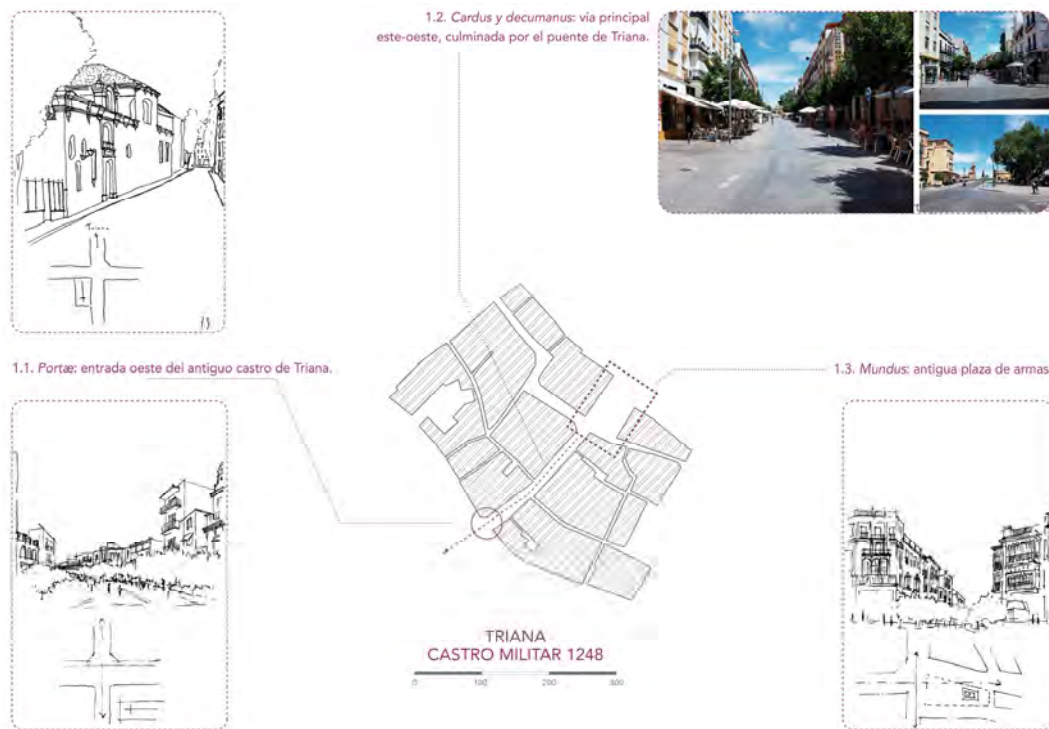 1.2. Cardus y decumanus: vía principal
este-oeste, culminada por el puente de Triana.
Triana
1.1. Portæ: entrada oeste del antiguo castro de Triana.
1.3. Mundus: antigua plaza de armas
TRIANA
CASTRO MILITAR 1248
0 100 200 300